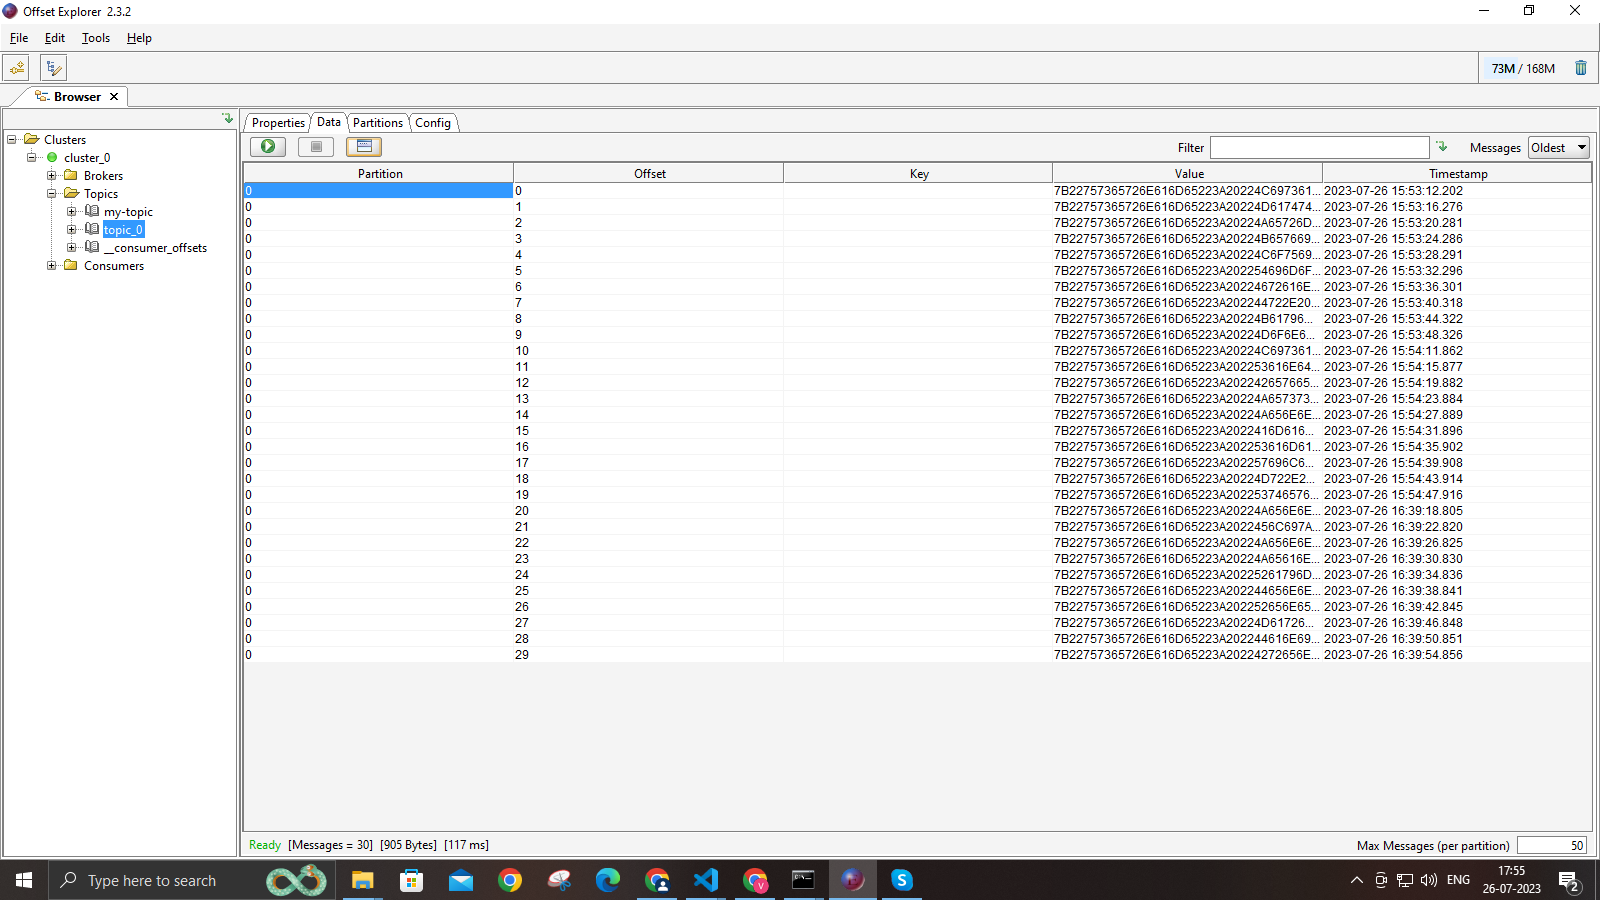 Offset Explorer 2.3.2
File Edit Tools Help
73M / 168M
Browser
Clusters
cluster_0
Brokers
Topics
my-topic
topic_0
__consumer_offsets
Consumers
Properties Data Partitions Config
Filter Messages Oldest
Partition Offset Key Value Timestamp
0 0 7B22757365726E616D65223A20224C697361... 2023-07-26 15:53:12.202
0 1 7B22757365726E616D65223A20224D617474... 2023-07-26 15:53:16.276
0 2 7B22757365726E616D65223A20224A65726D... 2023-07-26 15:53:20.281
0 3 7B22757365726E616D65223A20224B657669... 2023-07-26 15:53:24.286
0 4 7B22757365726E616D65223A20224C6F7569... 2023-07-26 15:53:28.291
0 5 7B22757365726E616D65223A202254696D6F... 2023-07-26 15:53:32.296
0 6 7B22757365726E616D65223A20224672616E... 2023-07-26 15:53:36.301
0 7 7B22757365726E616D65223A202244722E20... 2023-07-26 15:53:40.318
0 8 7B22757365726E616D65223A20224B61796... 2023-07-26 15:53:44.322
0 9 7B22757365726E616D65223A20224D6F6E6... 2023-07-26 15:53:48.326
0 10 7B22757365726E616D65223A20224C697361... 2023-07-26 15:54:11.862
0 11 7B22757365726E616D65223A202253616E64... 2023-07-26 15:54:15.877
0 12 7B22757365726E616D65223A202242657665... 2023-07-26 15:54:19.882
0 13 7B22757365726E616D65223A20224A657373... 2023-07-26 15:54:23.884
0 14 7B22757365726E616D65223A20224A656E6E... 2023-07-26 15:54:27.889
0 15 7B22757365726E616D65223A2022416D616... 2023-07-26 15:54:31.896
0 16 7B22757365726E616D65223A202253616D61... 2023-07-26 15:54:35.902
0 17 7B22757365726E616D65223A202257696C6... 2023-07-26 15:54:39.908
0 18 7B22757365726E616D65223A20224D722E2... 2023-07-26 15:54:43.914
0 19 7B22757365726E616D65223A202253746576... 2023-07-26 15:54:47.916
0 20 7B22757365726E616D65223A20224A656E6E... 2023-07-26 16:39:18.805
0 21 7B22757365726E616D65223A2022456C697A... 2023-07-26 16:39:22.820
0 22 7B22757365726E616D65223A20224A656E6E... 2023-07-26 16:39:26.825
0 23 7B22757365726E616D65223A20224A65616E... 2023-07-26 16:39:30.830
0 24 7B22757365726E616D65223A20225261796D... 2023-07-26 16:39:34.836
0 25 7B22757365726E616D65223A202244656E6E... 2023-07-26 16:39:38.841
0 26 7B22757365726E616D65223A202252656E65... 2023-07-26 16:39:42.845
0 27 7B22757365726E616D65223A20224D61726... 2023-07-26 16:39:46.848
0 28 7B22757365726E616D65223A202244616E69... 2023-07-26 16:39:50.851
0 29 7B22757365726E616D65223A20224272656E... 2023-07-26 16:39:54.856
Ready [Messages = 30] [905 Bytes] [117 ms] Max Messages (per partition) 50
Type here to search
ENG
17:55
26-07-2023
2